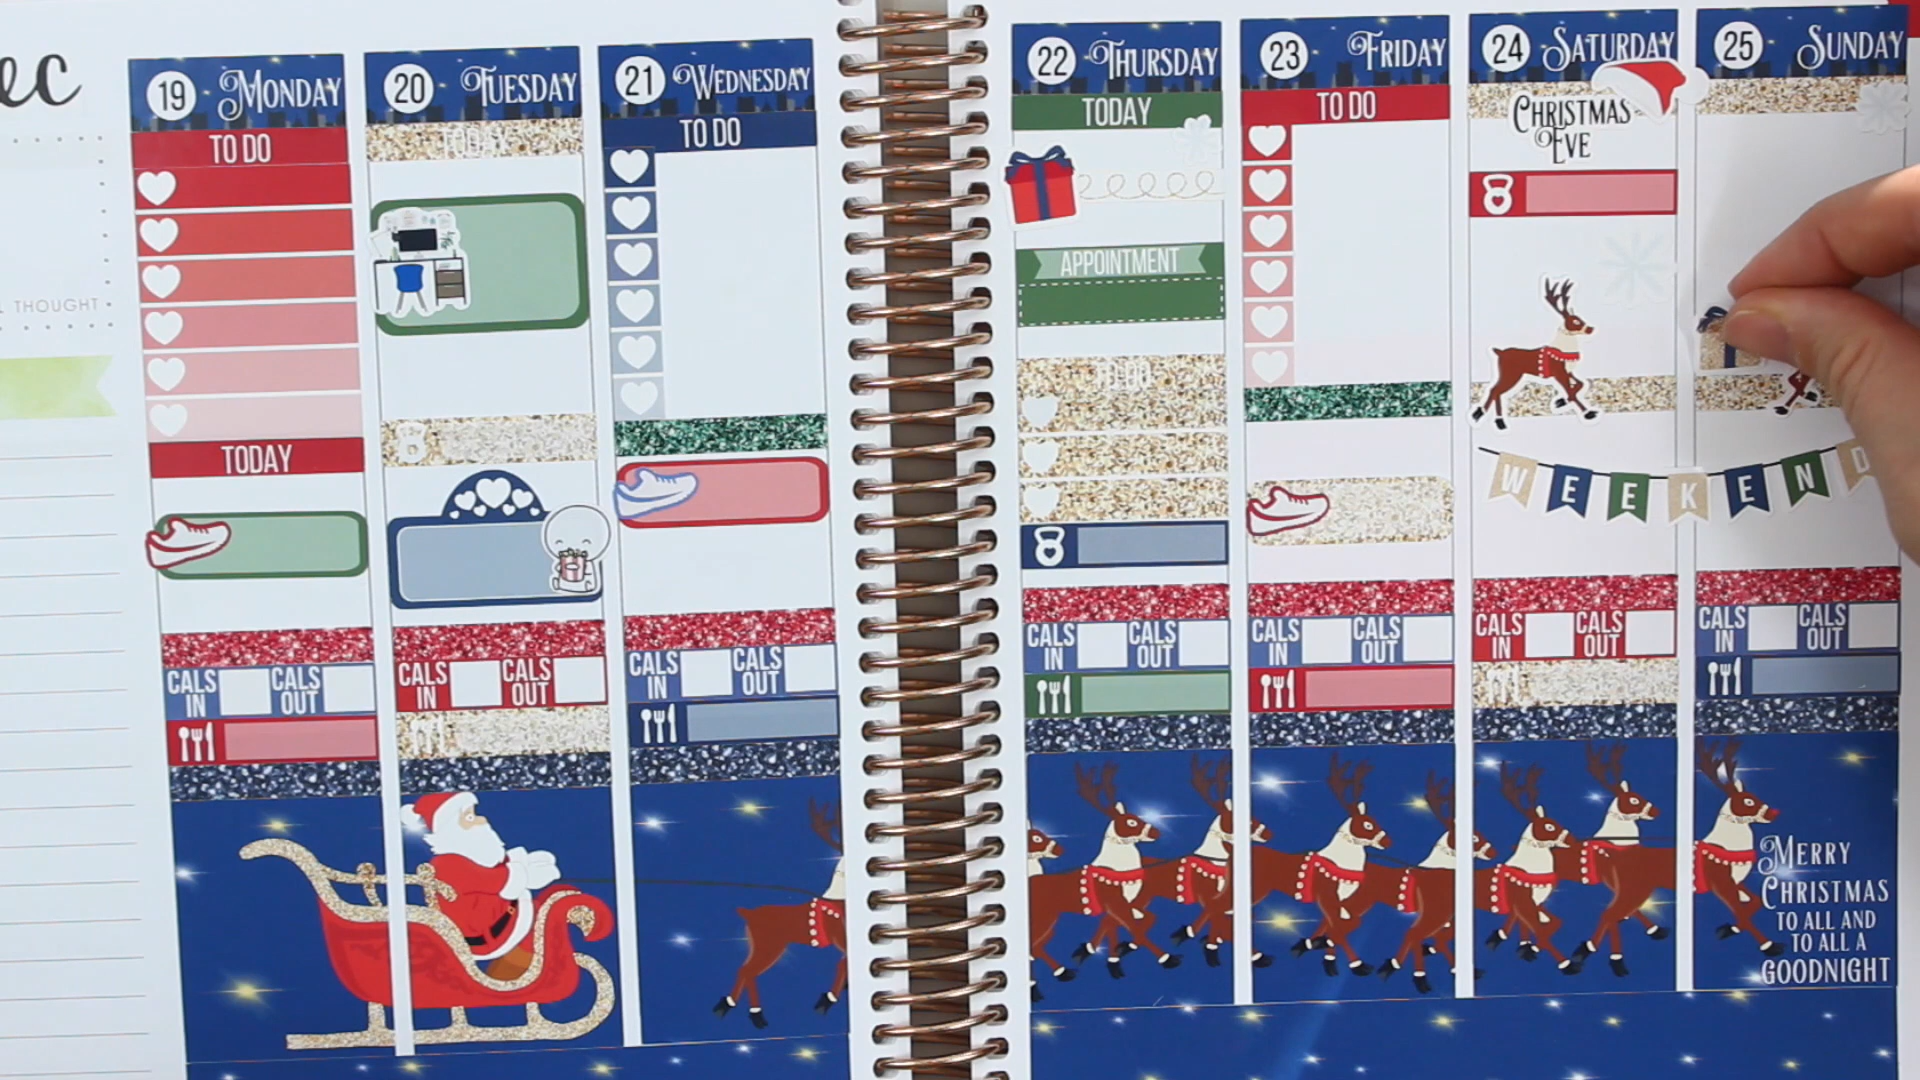 ec
L THOUGHT
19 MONDAY
TO DO
TODAY
CALS IN CALS OUT
20 TUESDAY
TODAY
CALS IN CALS OUT
21 WEDNESDAY
TO DO
CALS IN CALS OUT
22 THURSDAY
TODAY
APPOINTMENT
TO DO
CALS IN CALS OUT
23 FRIDAY
TO DO
CALS IN CALS OUT
24 SATURDAY
CHRISTMAS
EVE
WEEKEND
CALS IN CALS OUT
25 SUNDAY
CALS IN CALS OUT
MERRY
CHRISTMAS
TO ALL AND
TO ALL A
GOODNIGHT